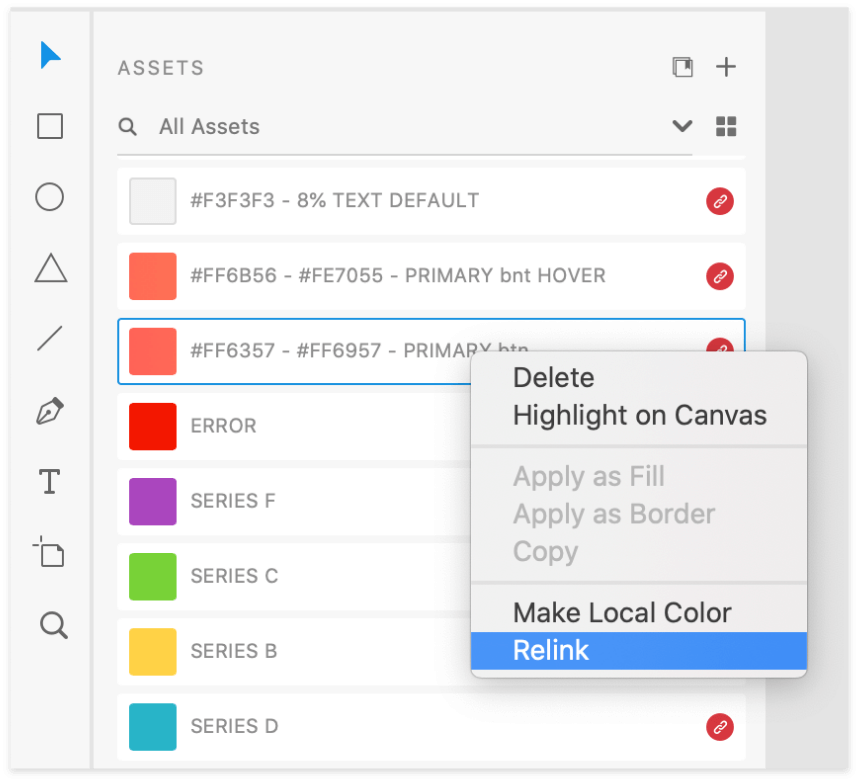 ASSETS
All Assets
#F3F3F3 - 8% TEXT DEFAULT
#FF6B56 - #FE7055 - PRIMARY bnt HOVER
#FF6357 - #FF6957 - PRIMARY btn
Delete
Highlight on Canvas
ERROR
Apply as Fill
SERIES F
Apply as Border
Copy
SERIES C
Make Local Color
SERIES B
Relink
SERIES D